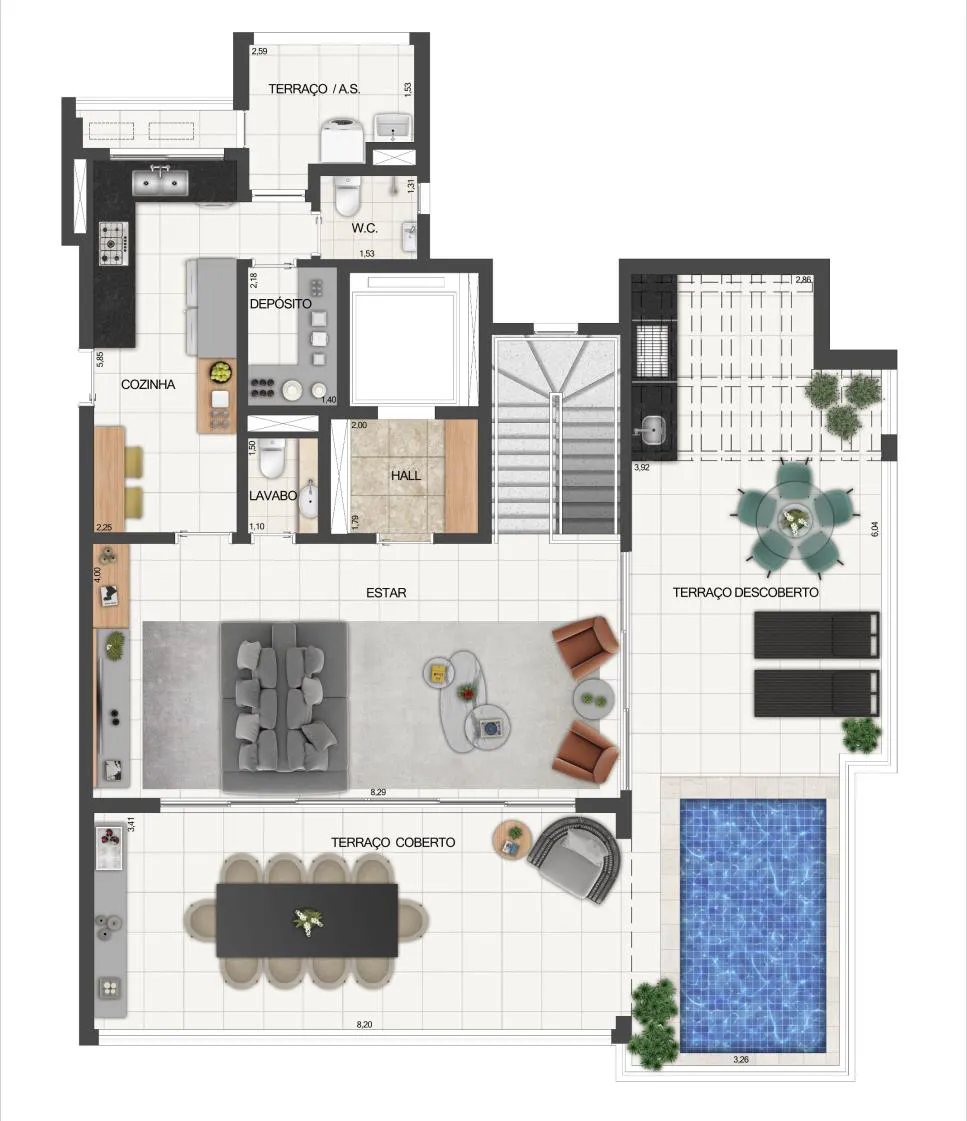 2,59
TERRAÇO / A.S.
1,53
1,31
W.C.
1,53
2,18
DEPÓSITO
1,40
2,86
5,85
COZINHA
2,25
2,00
1,50
HALL
LAVABO
1,10
1,79
3,92
6,04
4,00
ESTAR
TERRAÇO DESCOBERTO
8,29
3,41
TERRAÇO COBERTO
8,20
3,26